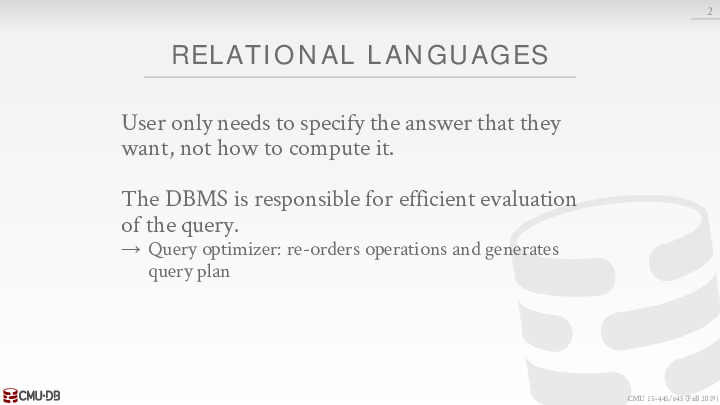 2
RELATIONAL LANGUAGES
User only needs to specify the answer that they
want, not how to compute it.
The DBMS is responsible for efficient evaluation
of the query.
→ Query optimizer: re-orders operations and generates
query plan
CMU·DB
CMU 15-445/645 (Fall 2019)